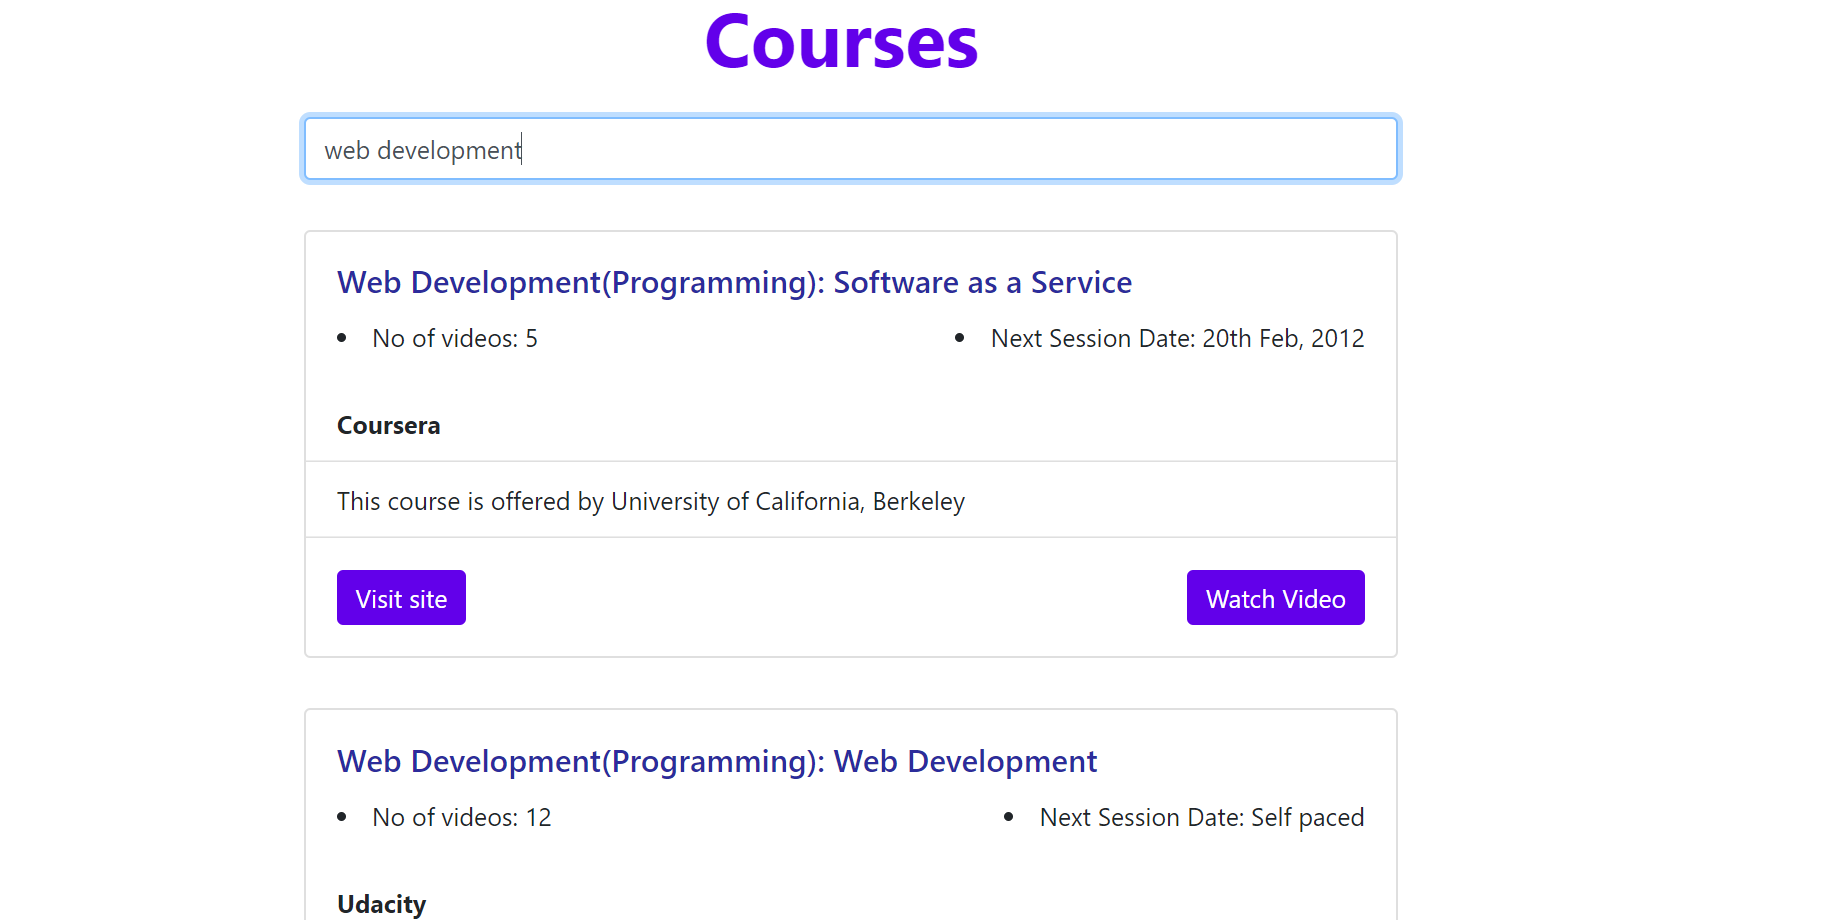 Courses
web development
Web Development(Programming): Software as a Service
No of videos: 5
Next Session Date: 20th Feb, 2012
Coursera
This course is offered by University of California, Berkeley
Visit site
Watch Video
Web Development(Programming): Web Development
No of videos: 12
Next Session Date: Self paced
Udacity